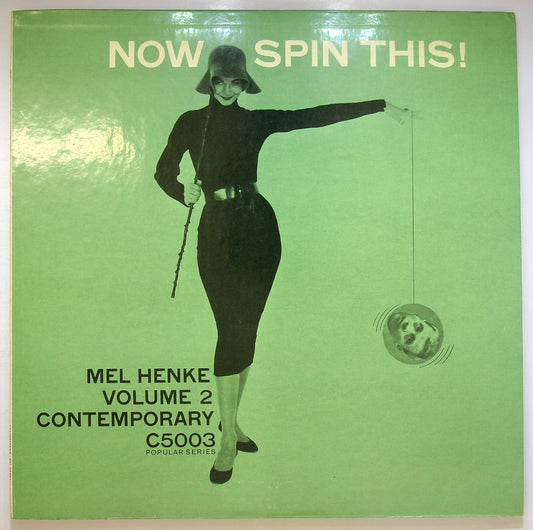 NOW SPIN THIS!
MEL HENKE
VOLUME 2
CONTEMPORARY
C5003
POPULAR SERIES